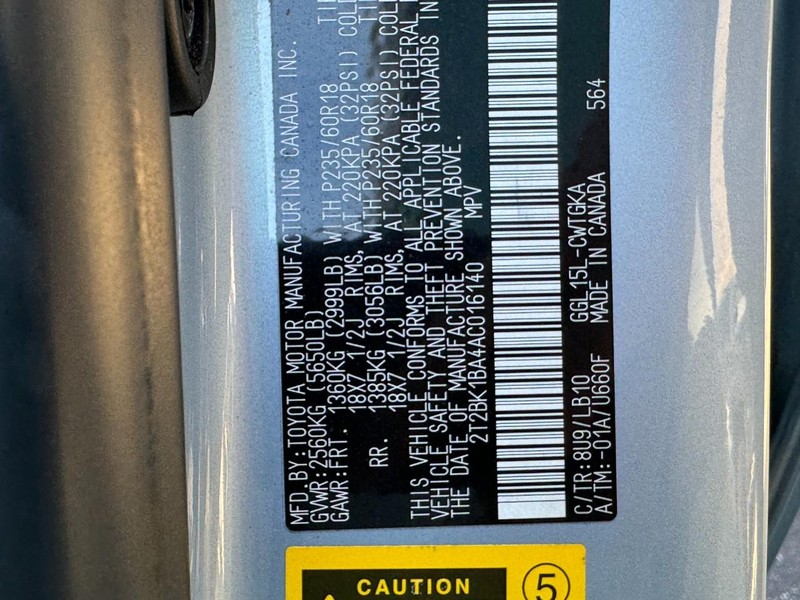 MFD. BY:TOYOTA MOTOR MANUFACTURING CANADA INC.
GVWR:2560KG (5650LB)
GAWR:FRT. 1360KG (2999LB) WITH P235/60R18 TI
18X7 1/2J RIMS, AT 220KPA (32PSI) COL
RR. 1385KG (3056LB) WITH P235/60R18 TI
18X7 1/2J RIMS, AT 220KPA (32PSI) COL
THIS VEHICLE CONFORMS TO ALL APPLICABLE FEDERAL
VEHICLE SAFETY AND THEFT PREVENTION STANDARDS IN
THE DATE OF MANUFACTURE SHOWN ABOVE.
2T2BK1BA4AC016140 MPV
C/TR:8U9/LB10 GGL15L-CWTGKA
A/TM:-01A/U660F MADE IN CANADA 564
CAUTION 5